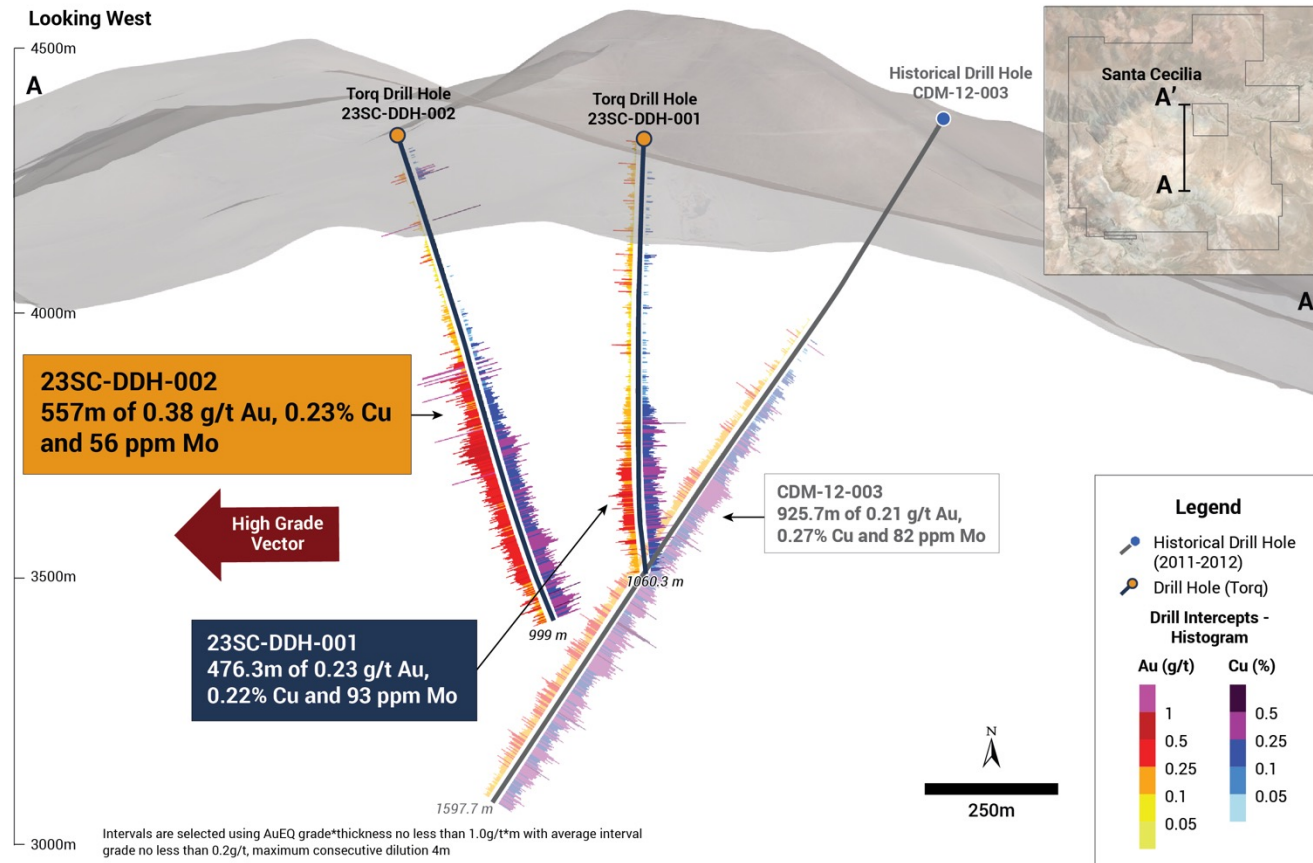 Looking West
4500m
A
Torq Drill Hole
23SC-DDH-002
Torq Drill Hole
23SC-DDH-001
Historical Drill Hole
CDM-12-003
Santa Cecilia
A'
A
4000m
A
23SC-DDH-002
557m of 0.38 g/t Au, 0.23% Cu
and 56 ppm Mo
High Grade
Vector
3500m
CDM-12-003
925.7m of 0.21 g/t Au,
0.27% Cu and 82 ppm Mo
1060.3 m
999 m
23SC-DDH-001
476.3m of 0.23 g/t Au,
0.22% Cu and 93 ppm Mo
1597.7 m
3000m
N
250m
Legend
Historical Drill Hole
(2011-2012)
Drill Hole (Torq)
Drill Intercepts -
Histogram
Au (g/t)
1
0.5
0.25
0.1
0.05
Cu (%)
0.5
0.25
0.1
0.05
Intervals are selected using AuEQ grade*thickness no less than 1.0g/t*m with average interval
grade no less than 0.2g/t, maximum consecutive dilution 4m